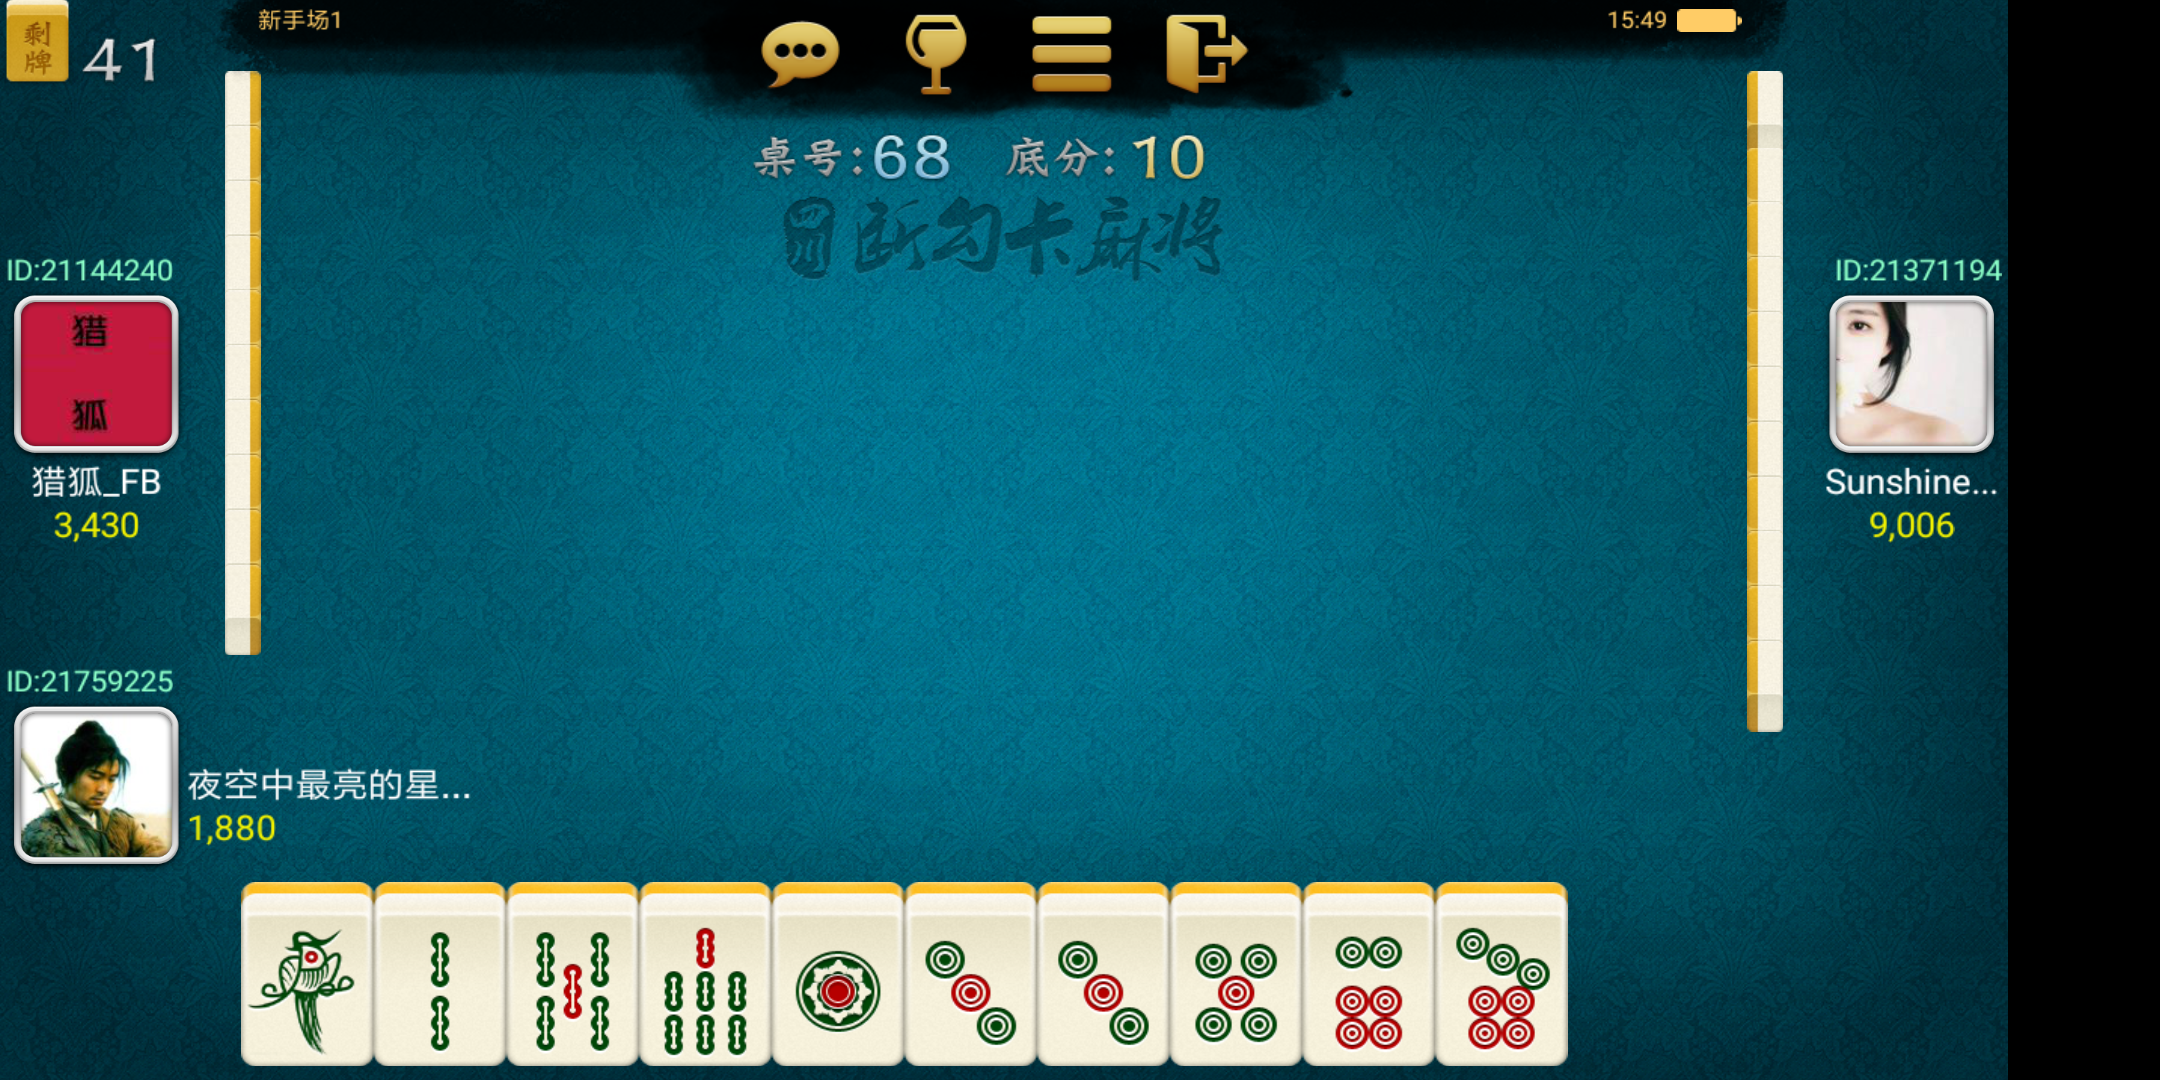 剩牌 41
新手场1
15:49
桌号:68 底分:10
四川 断勾卡麻将
ID:21144240
猎
狐
猎狐_FB
3,430
ID:21371194
Sunshine...
9,006
ID:21759225
夜空中最亮的星...
1,880